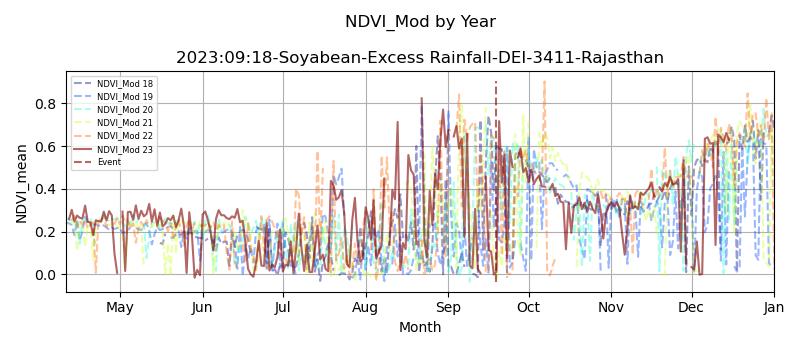 NDVI_Mod by Year
2023:09:18-Soyabean-Excess Rainfall-DEI-3411-Rajasthan
NDVI_mean
0.8
0.6
0.4
0.2
0.0
NDVI_Mod 18
NDVI_Mod 19
NDVI_Mod 20
NDVI_Mod 21
NDVI_Mod 22
NDVI_Mod 23
Event
May Jun Jul Aug Sep Oct Nov Dec Jan
Month